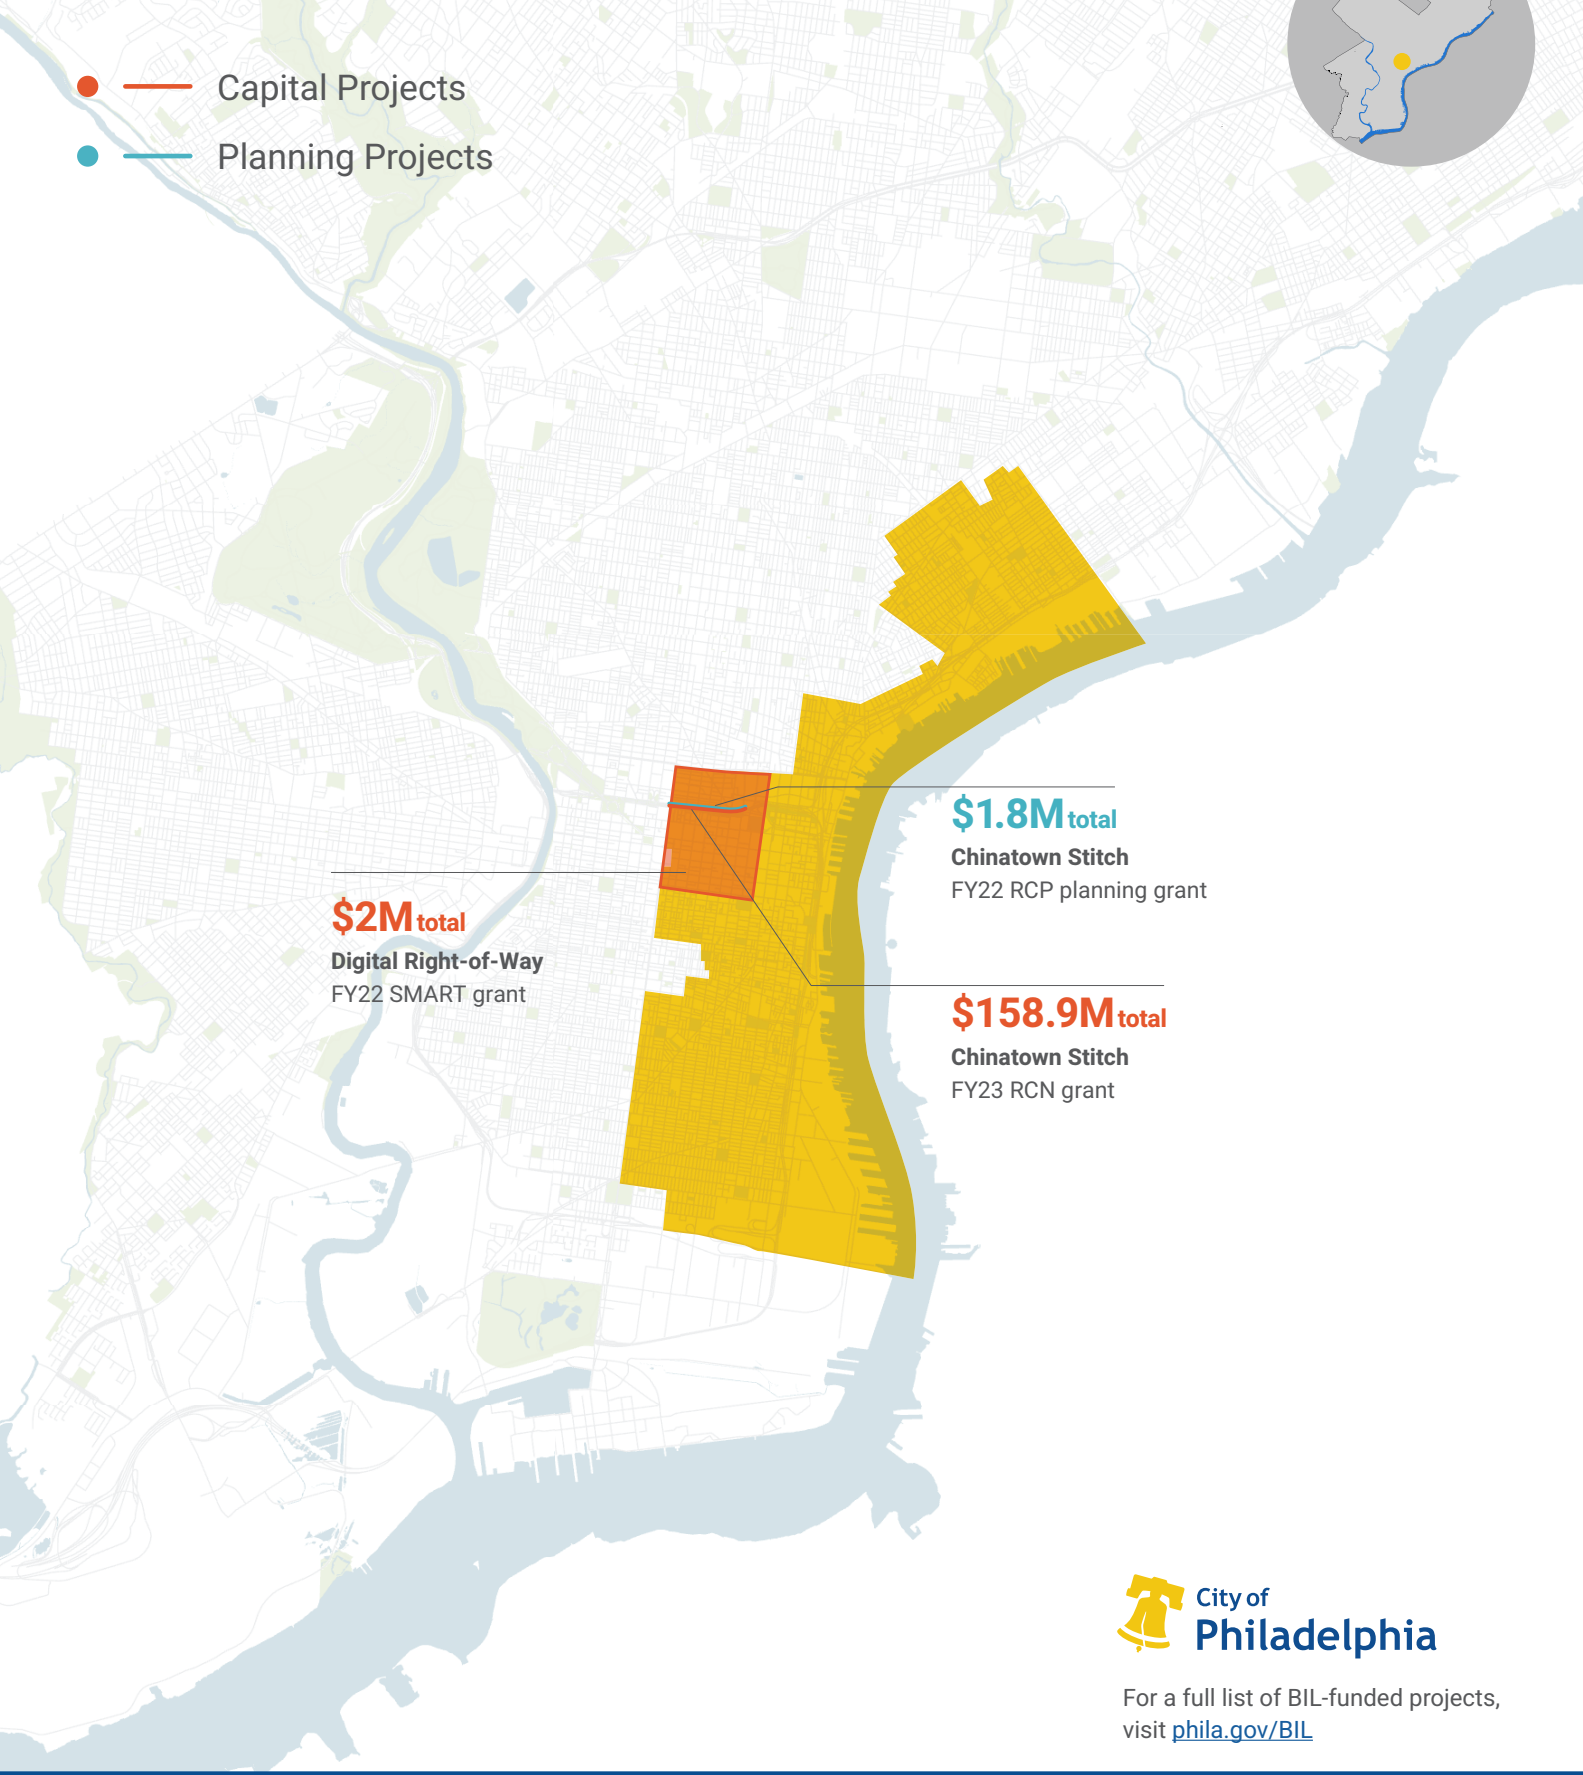 Capital Projects
Planning Projects
$1.8M total
Chinatown Stitch
FY22 RCP planning grant
$2M total
Digital Right-of-Way
FY22 SMART grant
$158.9M total
Chinatown Stitch
FY23 RCN grant
City of
Philadelphia
For a full list of BIL-funded projects,
visit phila.gov/BIL